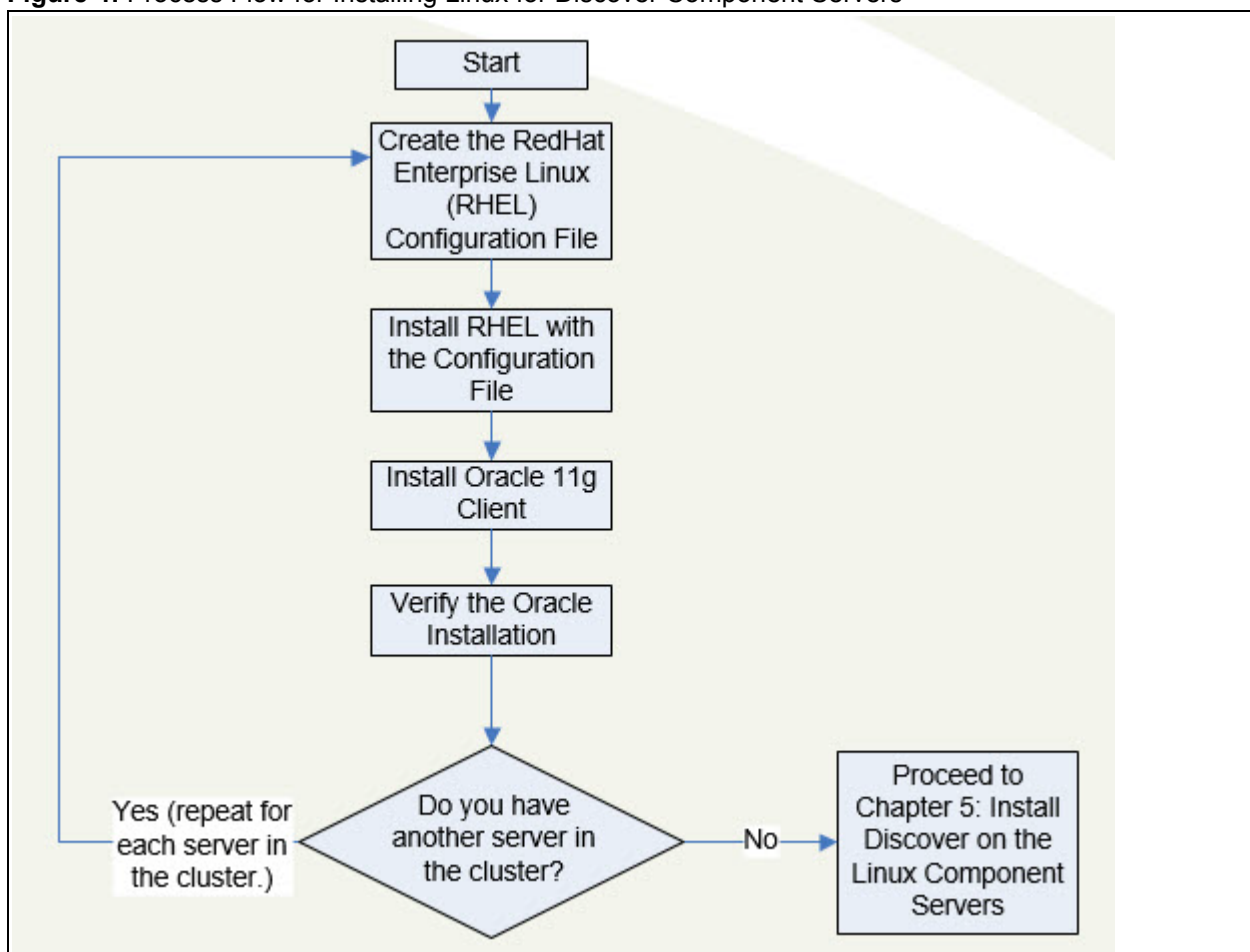 Figure 4. Process Flow for Installing Linux for Discover Component Servers
Start
Create the RedHat
Enterprise Linux
(RHEL)
Configuration File
Install RHEL with
the Configuration
File
Install Oracle 11g
Client
Verify the Oracle
Installation
Do you have
another server in
the cluster?
Yes (repeat for
each server in
the cluster.)
No
Proceed to
Chapter 5: Install
Discover on the
Linux Component
Servers